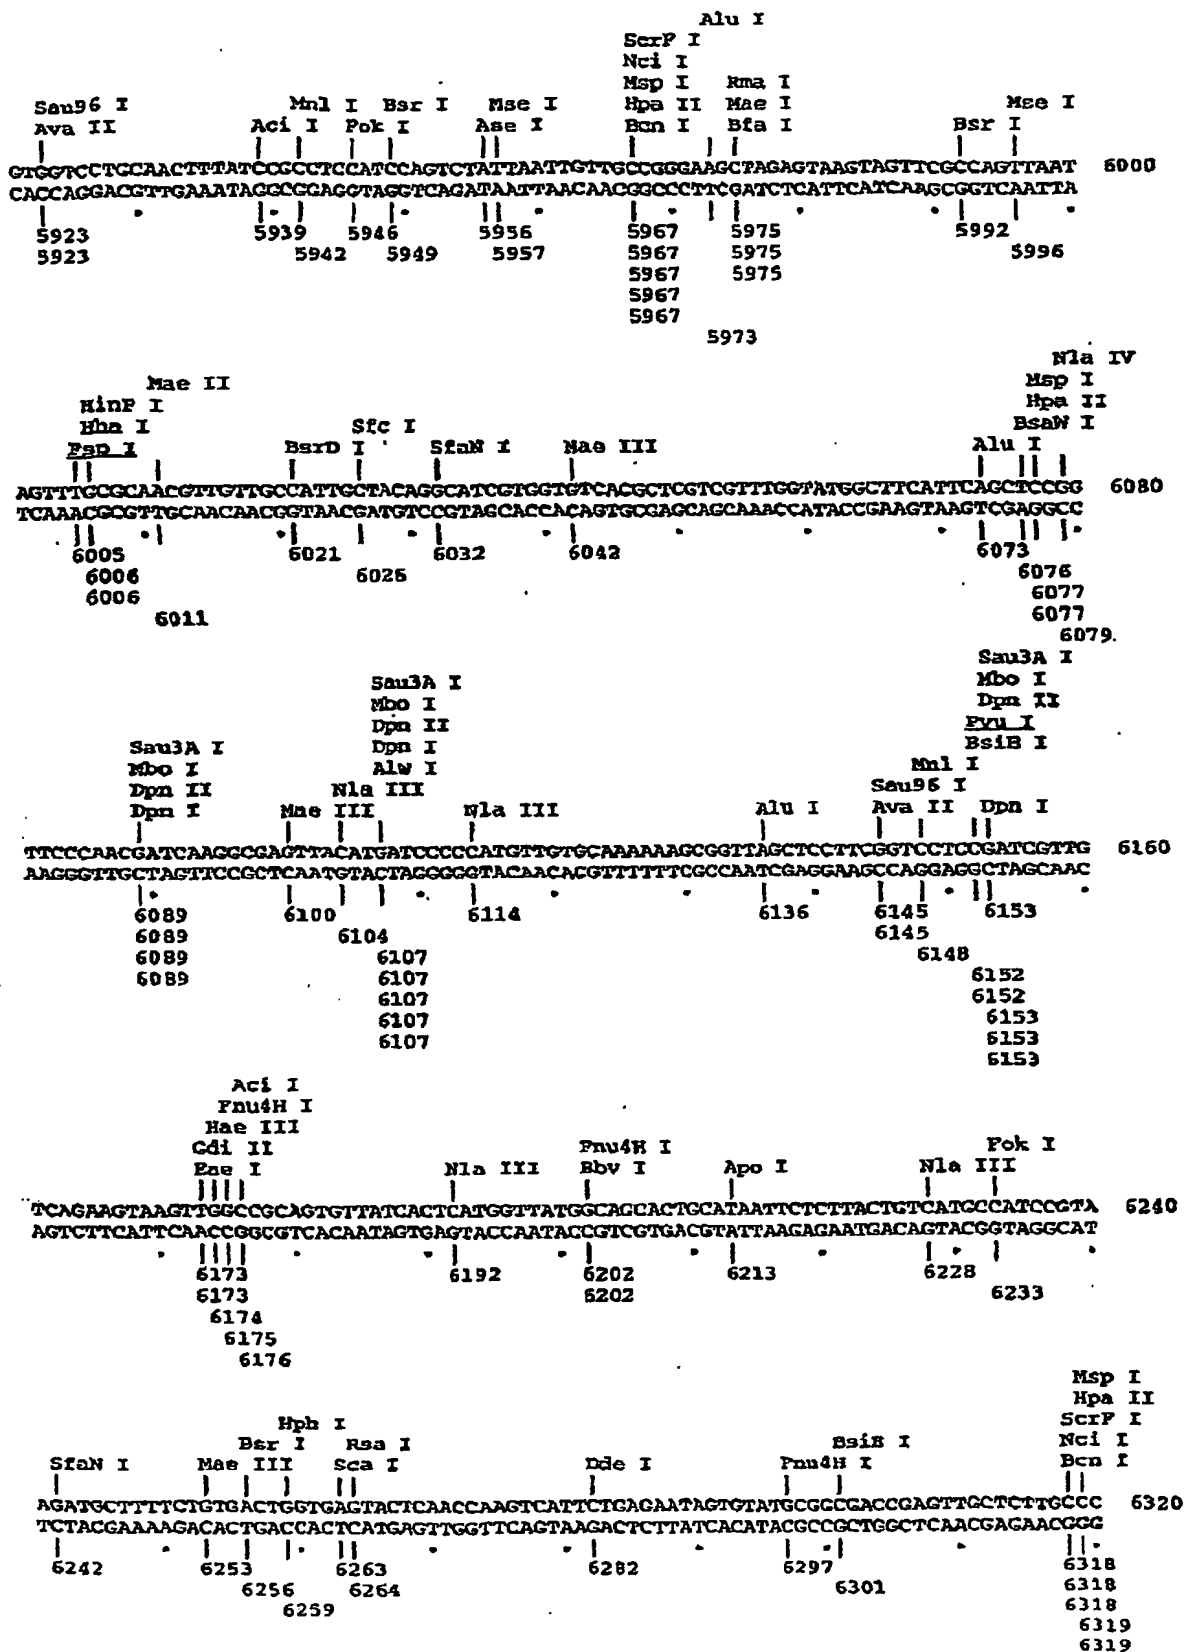 Alu I
ScrF I
Nci I
Msp I Rma I
Sau96 I Mnl I Bsr I Mse I Hpa II Mae I Mse I
Ava II Aci I Fok I Ase I Bcn I Bfa I Bsr I
GTGGTCCTGCAACTTTATCCGCCTCCATCCAGTCTATTAATTGTTGCCGGGAAGCTAGAGTAAGTAGTTCGCCAGTTAAT 6000
CACCAGGACGTTGAAATAGGCGGAGGTAGGTCAGATAATTAACAACGGCCCTTCGATCTCATTCATCAAGCGGTCAATTA
5923 5939 5946 5956 5967 5975 5992
5923 5942 5949 5957 5967 5975 5996
5967 5975
5967
5967
5973
Nla IV
Mae II Msp I
HinP I Hpa II
Hha I Sfc I BsaW I
Fsp I BsrD I SfaN I Mae III Alu I
AGTTTGCGCAACGTTGTTGCCATTGCTACAGGCATCGTGGTGTCACGCTCGTCGTTTGGTATGGCTTCATTCAGCTCCGG 6080
TCAAACGCGTTGCAACAACGGTAACGATGTCCGTAGCACCACAGTGCGAGCAGCAAACCATACCGAAGTAAGTCGAGGCC
6005 6021 6032 6042 6073
6006 6026 6076
6006 6077
6011 6077
6079
Sau3A I Sau3A I
Mbo I Mbo I
Dpn II Dpn II
Sau3A I Dpn I Pvu I
Mbo I Alw I BsiE I
Dpn II Nla III Sau96 I Mnl I
Dpn I Mae III Nla III Alu I Ava II Dpn I
TTCCCAACGATCAAGGCGAGTTACATGATCCCCCATGTTGTGCAAAAAAGCGGTTAGCTCCTTCGGTCCTCCGATCGTTG 6160
AAGGGTTGCTAGTTCCGCTCAATGTACTAGGGGGTACAACACGTTTTTTCGCCAATCGAGGAAGCCAGGAGGCTAGCAAC
6089 6100 6114 6136 6145 6153
6089 6104 6145
6089 6107 6148
6089 6107 6152
6107 6152
6107 6153
6107 6153
6153
Aci I
Fnu4H I
Hae III
Gdi II Fnu4H I Fok I
Eae I Nla III Bbv I Apo I Nla III
TCAGAAGTAAGTTGGCCGCAGTGTTATCACTCATGGTTATGGCAGCACTGCATAATTCTCTTACTGTCATGCCATCCGTA 6240
AGTCTTCATTCAACCGGCGTCACAATAGTGAGTACCAATACCGTCGTGACGTATTAAGAGAATGACAGTACGGTAGGCAT
6173 6192 6202 6213 6228
6173 6202 6233
6174
6175
6176
Msp I
Hpa II
Hph I ScrF I
Bsr I Rsa I BsiE I Nci I
SfaN I Mae III Sca I Dde I Fnu4H I Bcn I
AGATGCTTTTCTGTGACTGGTGAGTACTCAACCAAGTCATTCTGAGAATAGTGTATGCGGCGACCGAGTTGCTCTTGCCC 6320
TCTACGAAAAGACACTGACCACTCATGAGTTGGTTCAGTAAGACTCTTATCACATACGCCGCTGGCTCAACGAGAACGGG
6242 6253 6263 6282 6297 6318
6256 6264 6301 6318
6259 6318
6319
6319